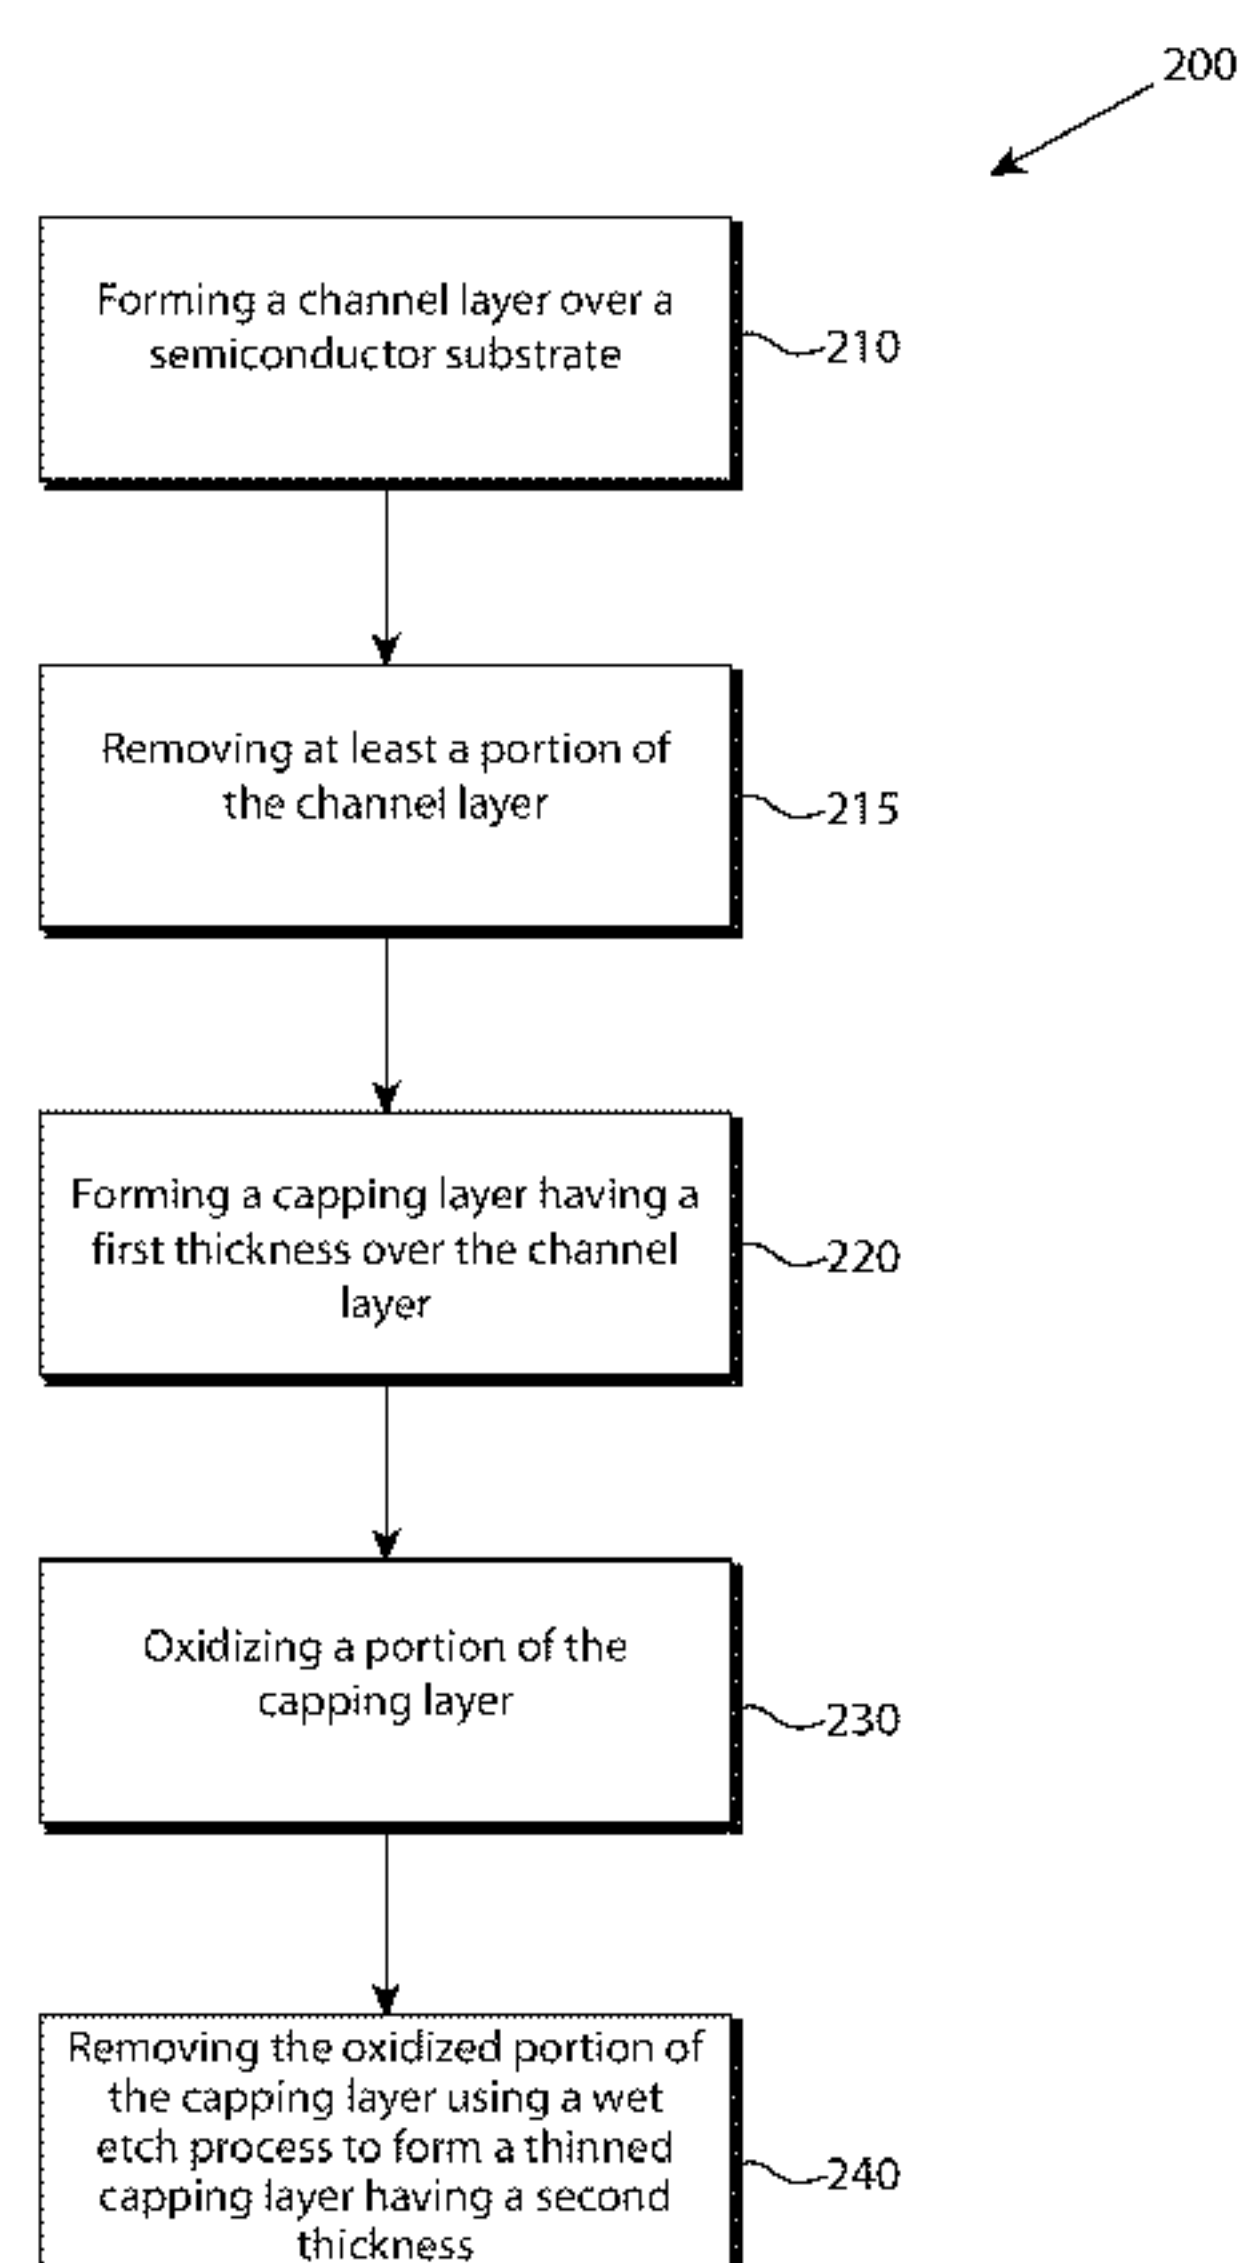 200
Forming a channel layer over a
semiconductor substrate
210
Removing at least a portion of
the channel layer
215
Forming a capping layer having a
first thickness over the channel
layer
220
Oxidizing a portion of the
capping layer
230
Removing the oxidized portion of
the capping layer using a wet
etch process to form a thinned
capping layer having a second
thickness
240